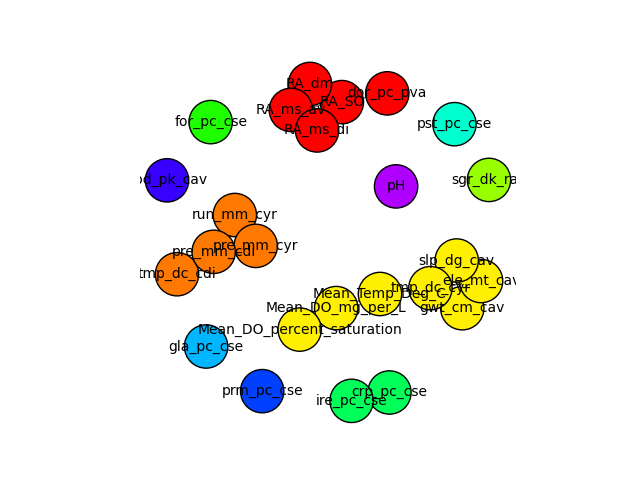 RA_dm
dor_pc_pva
RA_SO
RA_ms_av
for_pc_cse
pst_pc_cse
RA_ms_di
d_pk_cav
sgr_dk_ra
pH
run_mm_cyr
pre_mm_cyr
pre_mm_cdi
slp_dg_cav
tmp_dc_cdi
ele_mt_cav
tmp_dc_cyr
Mean_Temp_Deg_C
Mean_DO_mg_per_L
gwt_cm_cav
Mean_DO_percent_saturation
gla_pc_cse
prm_pc_cse
crp_pc_cse
ire_pc_cse